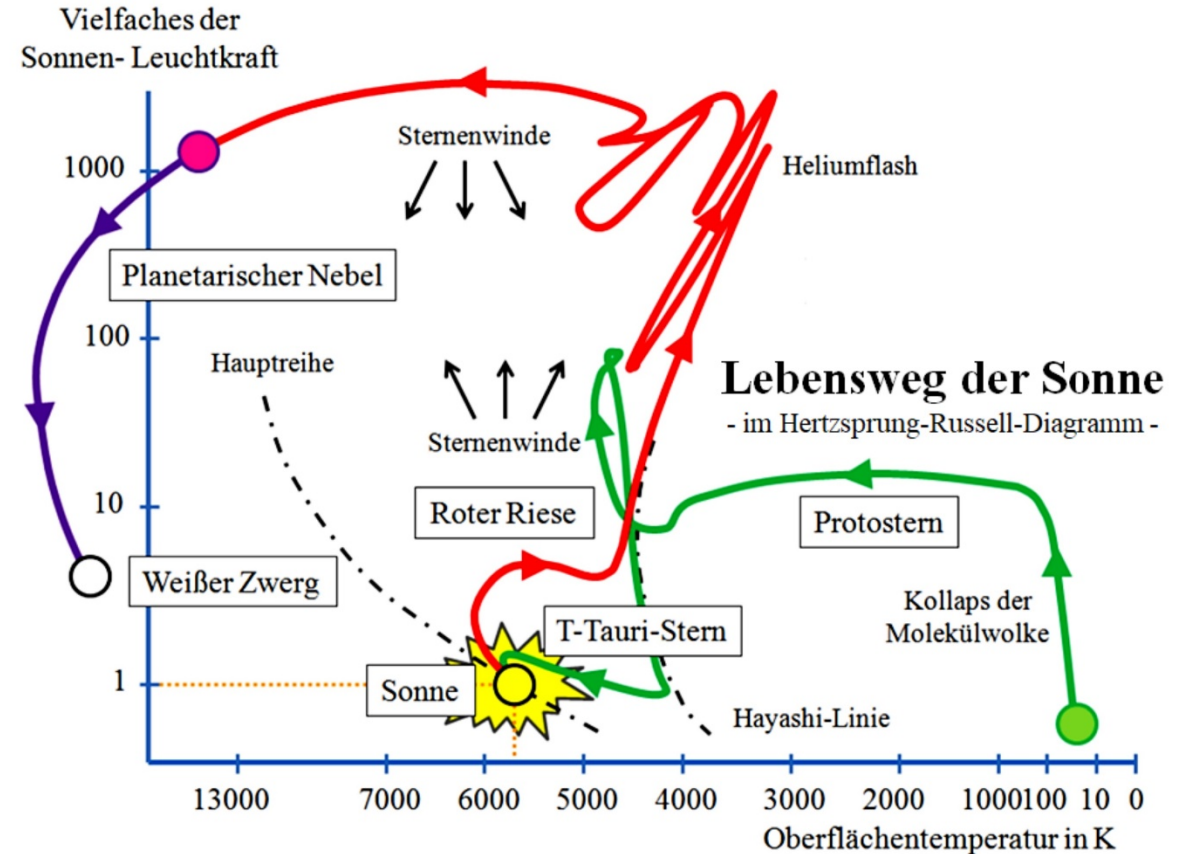 Vielfaches der
Sonnen- Leuchtkraft
Sternenwinde
1000
Heliumflash
Planetarischer Nebel
100
Hauptreihe
Lebensweg der Sonne
- im Hertzsprung-Russell-Diagramm -
Sternenwinde
10
Roter Riese
Protostern
Weißer Zwerg
Kollaps der
Molekülwolke
T-Tauri-Stern
1
Sonne
Hayashi-Linie
13000 7000 6000 5000 4000 3000 2000 1000 100 10 0
Oberflächentemperatur in K